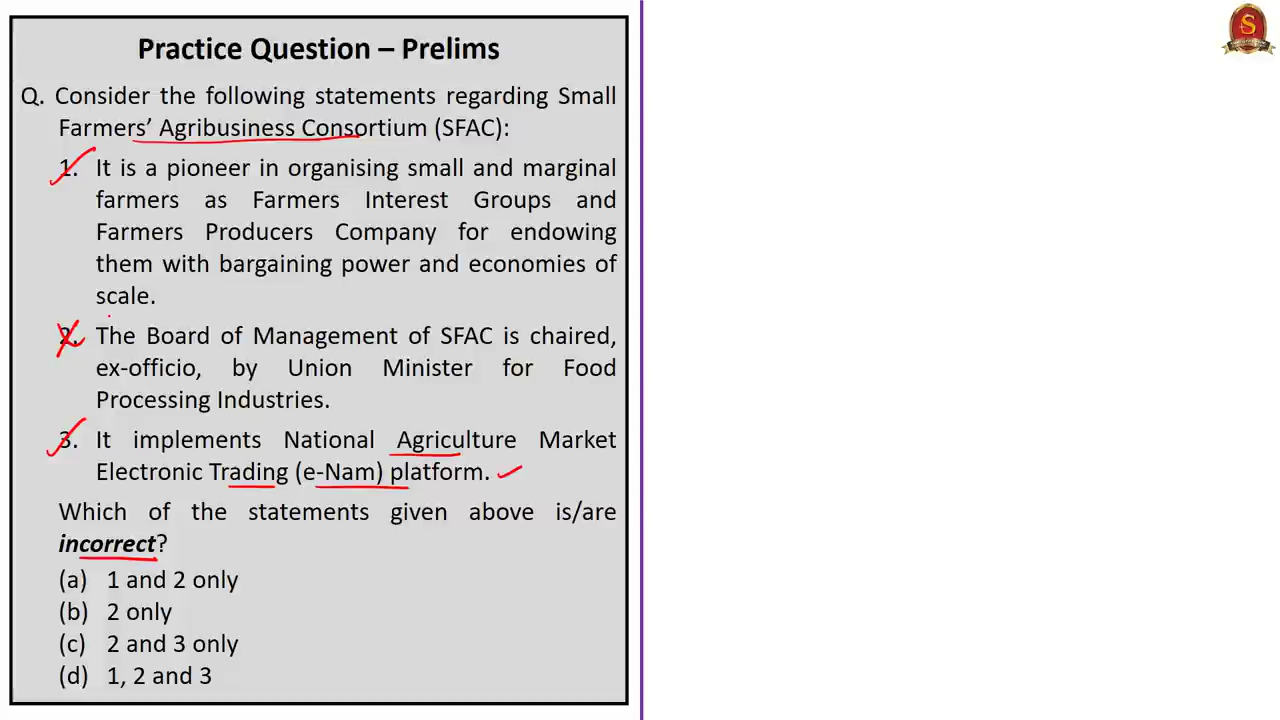 Practice Question – Prelims
Q. Consider the following statements regarding Small
Farmers’ Agribusiness Consortium (SFAC):
1. It is a pioneer in organising small and marginal
farmers as Farmers Interest Groups and
Farmers Producers Company for endowing
them with bargaining power and economies of
scale.
2. The Board of Management of SFAC is chaired,
ex-officio, by Union Minister for Food
Processing Industries.
3. It implements National Agriculture Market
Electronic Trading (e-Nam) platform.
Which of the statements given above is/are
incorrect?
(a) 1 and 2 only
(b) 2 only
(c) 2 and 3 only
(d) 1, 2 and 3
S